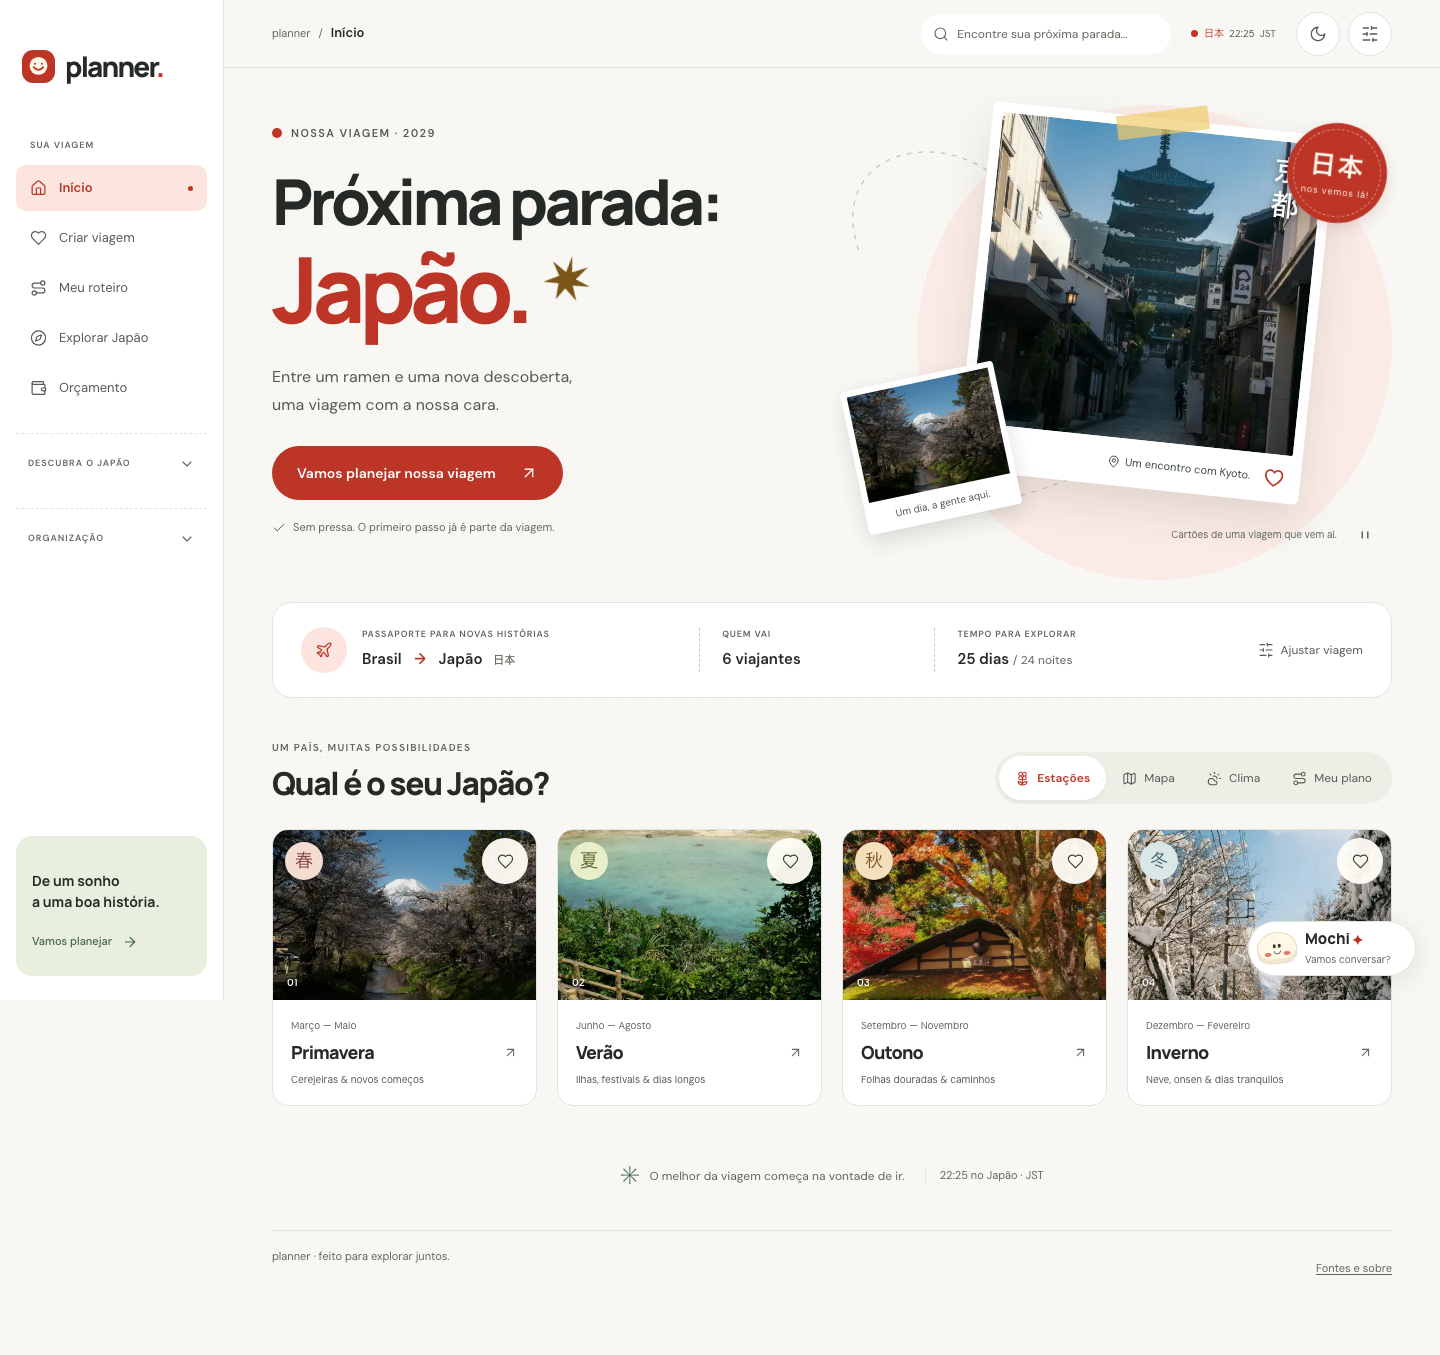 planner.
planner / Início
Encontre sua próxima parada…
日本 22:25 JST
SUA VIAGEM
Início
Criar viagem
Meu roteiro
Explorar Japão
Orçamento
DESCUBRA O JAPÃO
ORGANIZAÇÃO
De um sonho
a uma boa história.
Vamos planejar
NOSSA VIAGEM · 2029
Próxima parada:
Japão.
Entre um ramen e uma nova descoberta,
uma viagem com a nossa cara.
Vamos planejar nossa viagem
Sem pressa. O primeiro passo já é parte da viagem.
京都
日本
nos vemos lá!
Um encontro com Kyoto.
Um dia, a gente aqui.
Cartões de uma viagem que vem aí.
PASSAPORTE PARA NOVAS HISTÓRIAS
Brasil → Japão 日本
QUEM VAI
6 viajantes
TEMPO PARA EXPLORAR
25 dias / 24 noites
Ajustar viagem
UM PAÍS, MUITAS POSSIBILIDADES
Qual é o seu Japão?
Estações
Mapa
Clima
Meu plano
春
01
Março — Maio
Primavera
Cerejeiras & novos começos
夏
02
Junho — Agosto
Verão
Ilhas, festivais & dias longos
秋
03
Setembro — Novembro
Outono
Folhas douradas & caminhos
冬
04
Dezembro — Fevereiro
Inverno
Neve, onsen & dias tranquilos
Mochi
Vamos conversar?
O melhor da viagem começa na vontade de ir.
22:25 no Japão · JST
planner · feito para explorar juntos.
Fontes e sobre